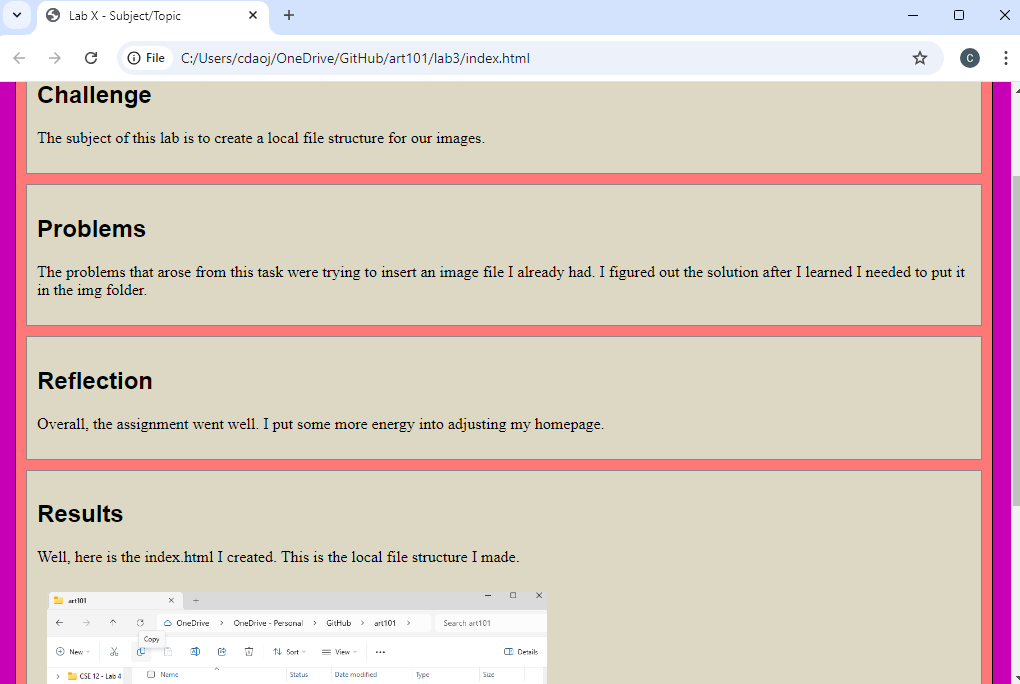 Lab X - Subject/Topic
File C:/Users/cdaoj/OneDrive/GitHub/art101/lab3/index.html C
Challenge
The subject of this lab is to create a local file structure for our images.
Problems
The problems that arose from this task were trying to insert an image file I already had. I figured out the solution after I learned I needed to put it
in the img folder.
Reflection
Overall, the assignment went well. I put some more energy into adjusting my homepage.
Results
Well, here is the index.html I created. This is the local file structure I made.
art101
OneDrive OneDrive - Personal GitHub art101 Search art101
Copy
New Sort View Details
CSE 12 - Lab 4 Name Status Date modified Type Size